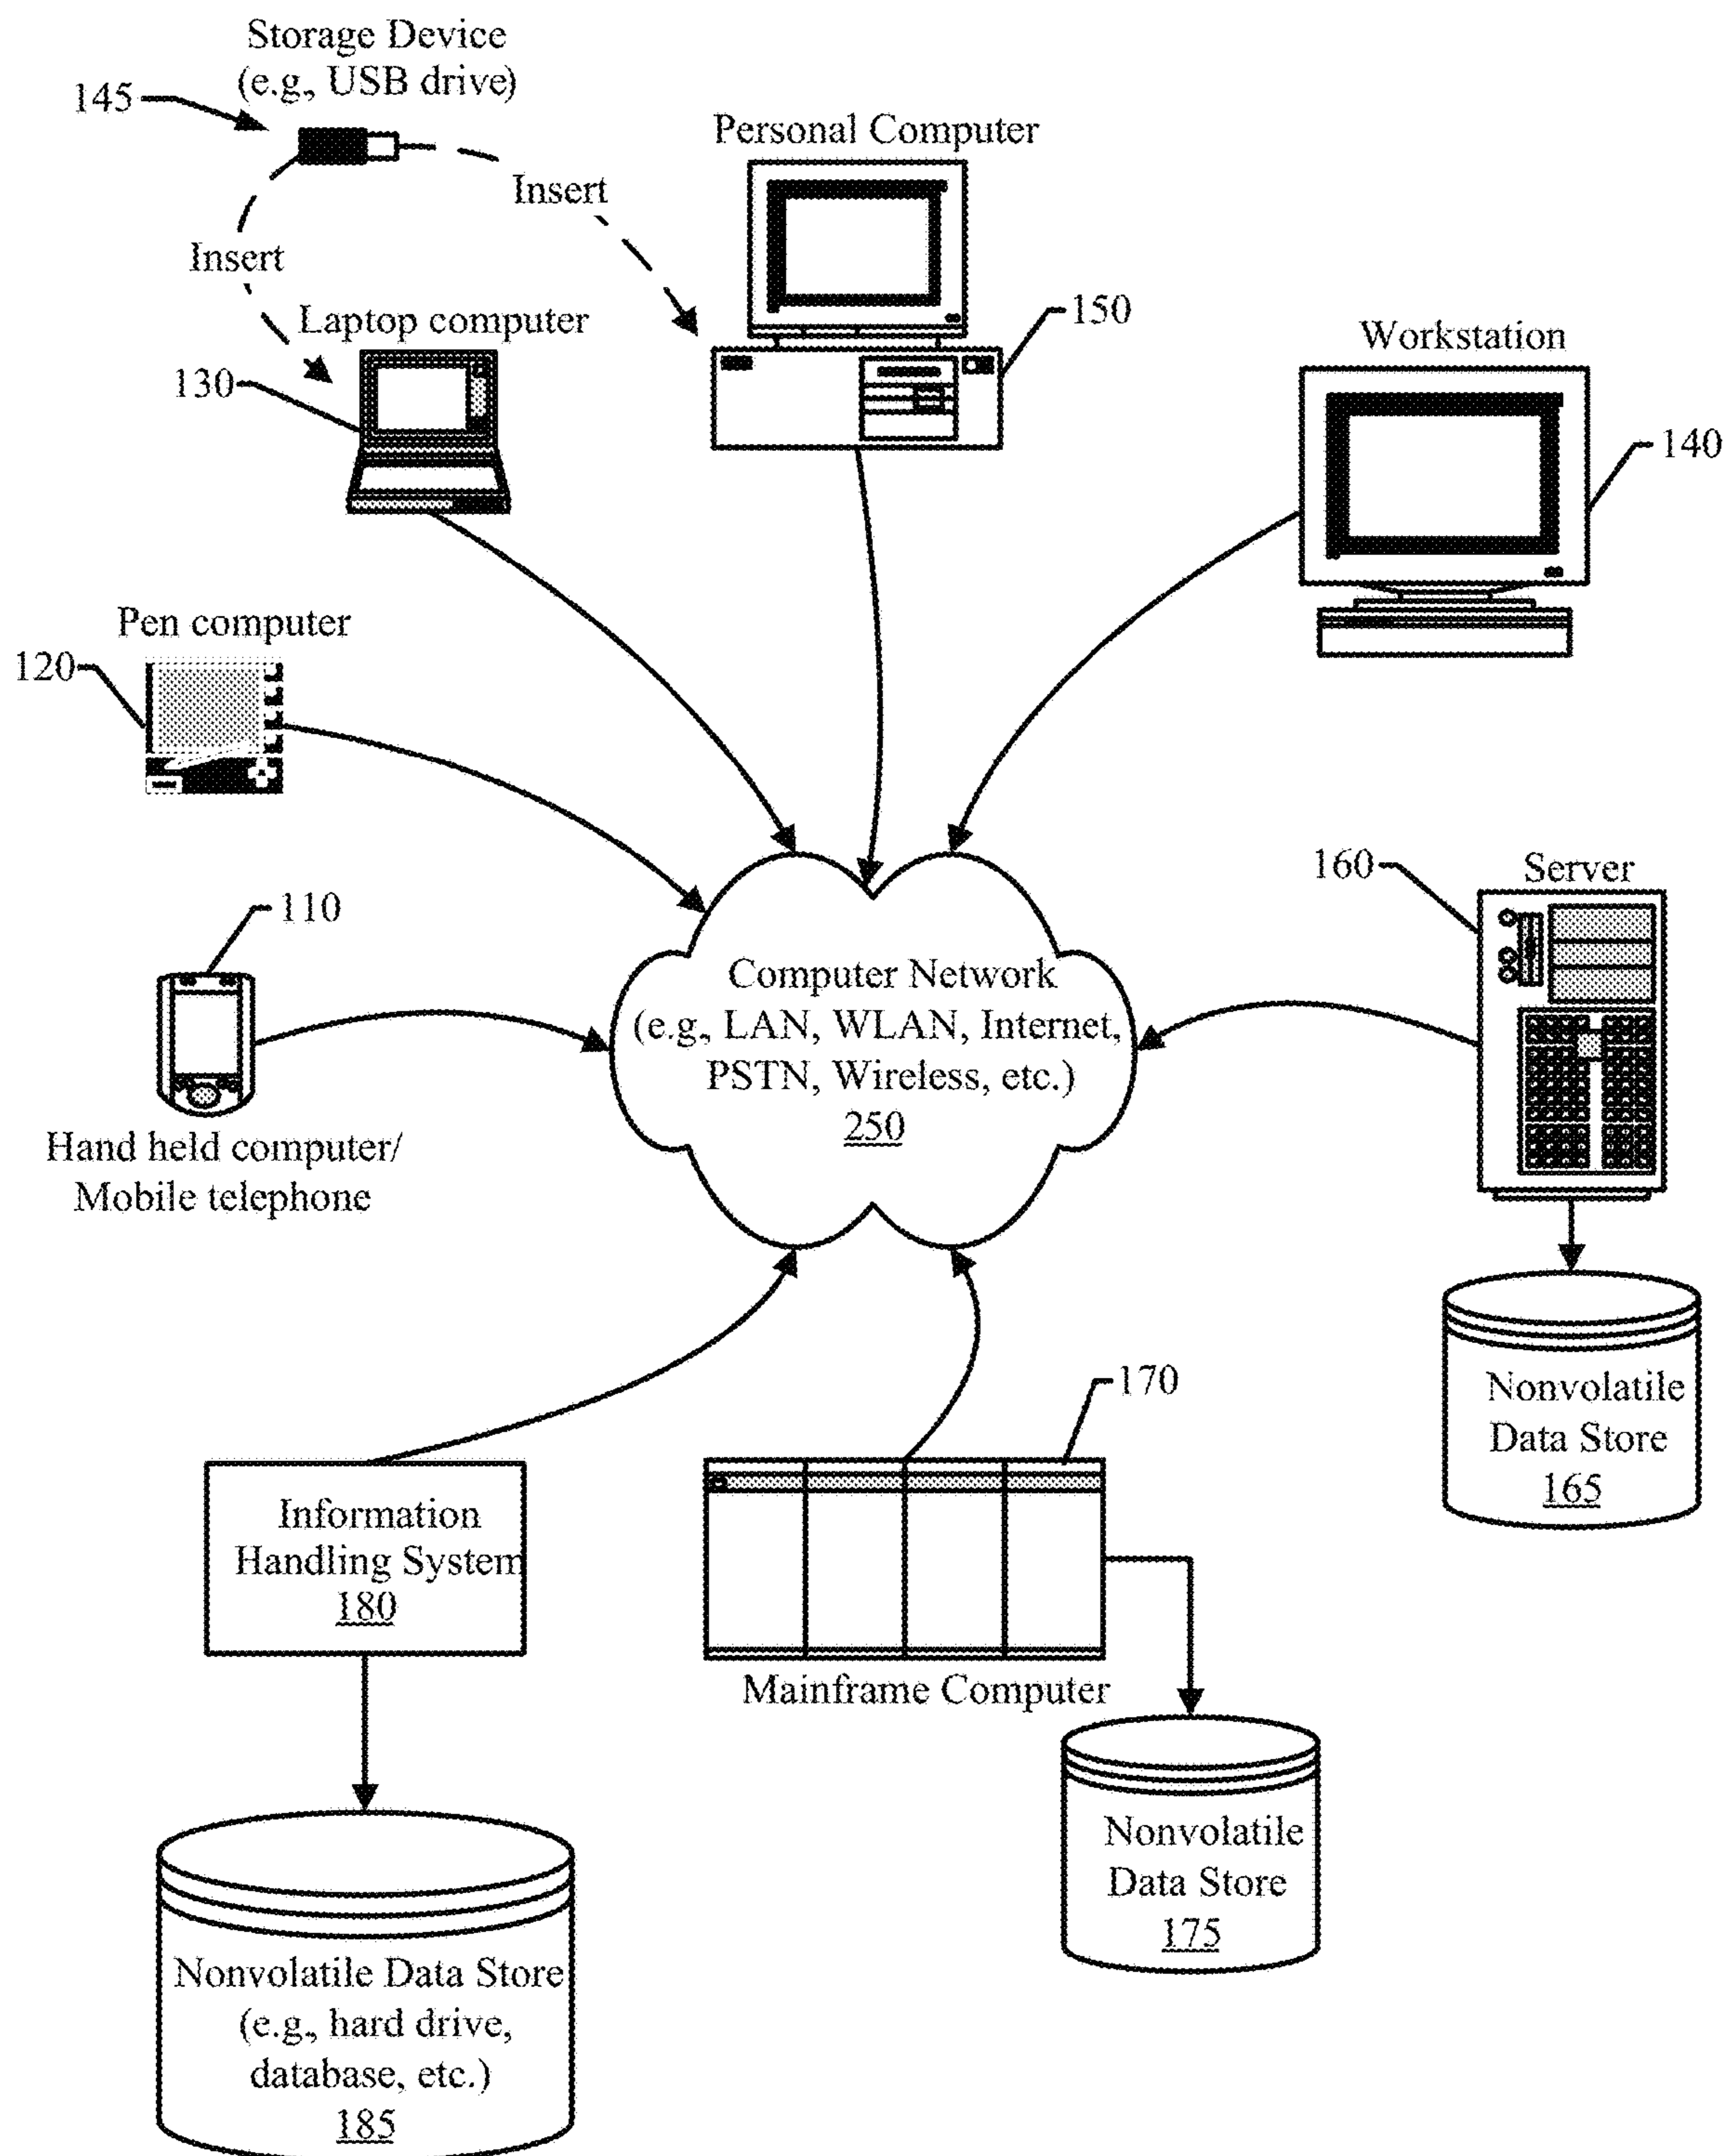 Storage Device
(e.g., USB drive)
145
Insert
Insert
Personal Computer
150
Laptop computer
130
Workstation
140
Pen computer
120
110
Hand held computer/
Mobile telephone
Computer Network
(e.g., LAN, WLAN, Internet,
PSTN, Wireless, etc.)
250
160
Server
Nonvolatile
Data Store
165
170
Mainframe Computer
Information
Handling System
180
Nonvolatile
Data Store
175
Nonvolatile Data Store
(e.g., hard drive,
database, etc.)
185